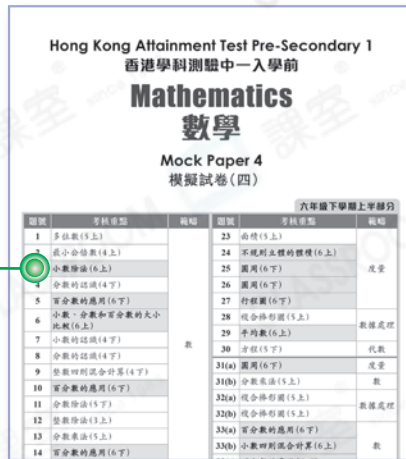 Hong Kong Attainment Test Pre-Secondary 1
香港學科測驗中一入學前
Mathematics
數學
Mock Paper 4
模擬試卷(四)
六年級下學期上半部分
題號 考核重點 範疇 題號 考核重點 範疇
1 多位數(5上) 23 面積(5上)
最小公倍數(4上) 24 不規則立體的體積(6上)
小數除法(6上) 25 圓周(6下) 度量
4 分數的認識(4下) 26 圓周(6下)
5 百分數的應用(6下) 27 行程圖(6下)
6 小數、分數和百分數的大小比較(6上) 28 複合棒形圖(5上) 數據處理
7 小數的認識(4下) 數 29 平均數(6上)
8 分數的認識(4下) 30 方程(5下) 代數
9 整數四則混合計算(4下) 31(a) 圓周(6下) 度量
10 百分數的應用(6下) 31(b) 分數乘法(5上) 數
11 分數除法(5下) 32(a) 複合棒形圖(5上) 數據處理
12 整數除法(3上) 32(b) 複合棒形圖(5上)
13 分數乘法(5上) 33(a) 百分數的應用(6下)
14 百分數的應用(6下) 33(b) 小數四則混合計算(6上) 數